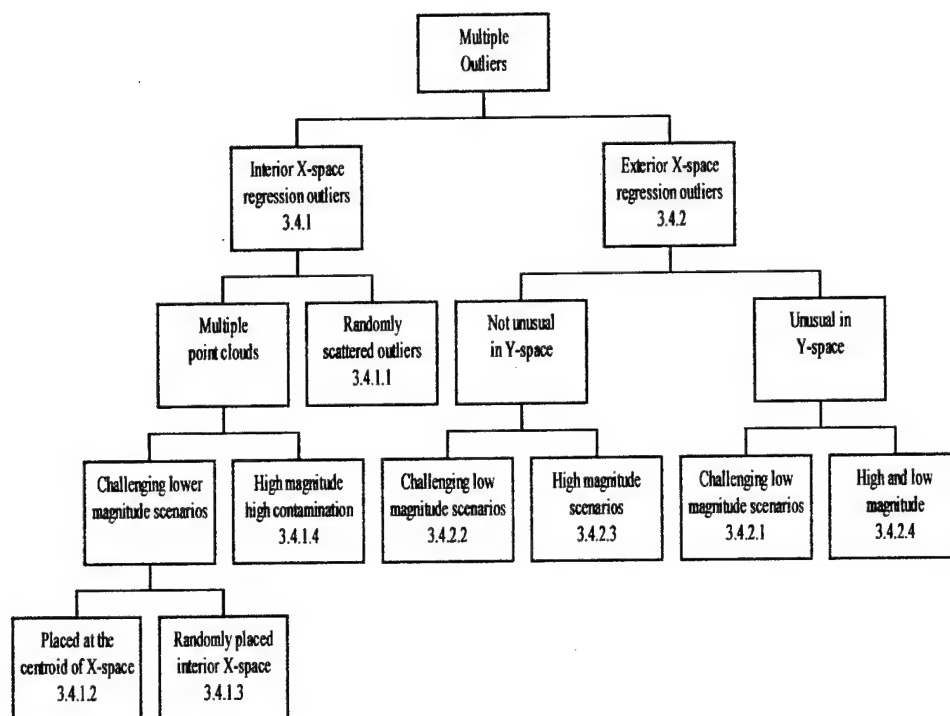 Multiple
Outliers
Interior X-space
regression outliers
3.4.1
Exterior X-space
regression outliers
3.4.2
Multiple
point clouds
Randomly
scattered outliers
3.4.1.1
Not unusual
in Y-space
Unusual in
Y-space
Challenging lower
magnitude scenarios
High magnitude
high contamination
3.4.1.4
Challenging low
magnitude scenarios
3.4.2.2
High magnitude
scenarios
3.4.2.3
Challenging low
magnitude scenarios
3.4.2.1
High and low
magnitude
3.4.2.4
Placed at the
centroid of X-space
3.4.1.2
Randomly placed
interior X-space
3.4.1.3